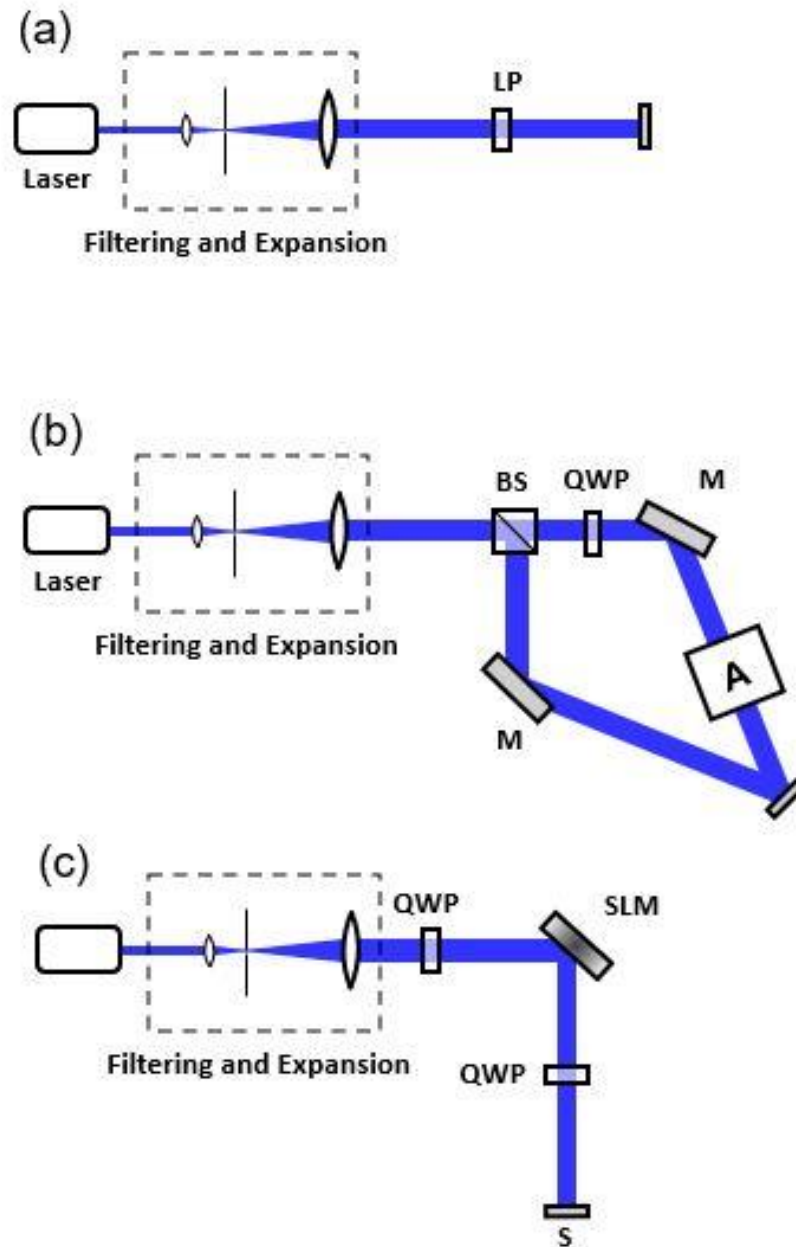 (a)
LP
Laser
Filtering and Expansion
(b)
BS QWP M
Laser
Filtering and Expansion
A
M
(c)
QWP SLM
Filtering and Expansion
QWP
S